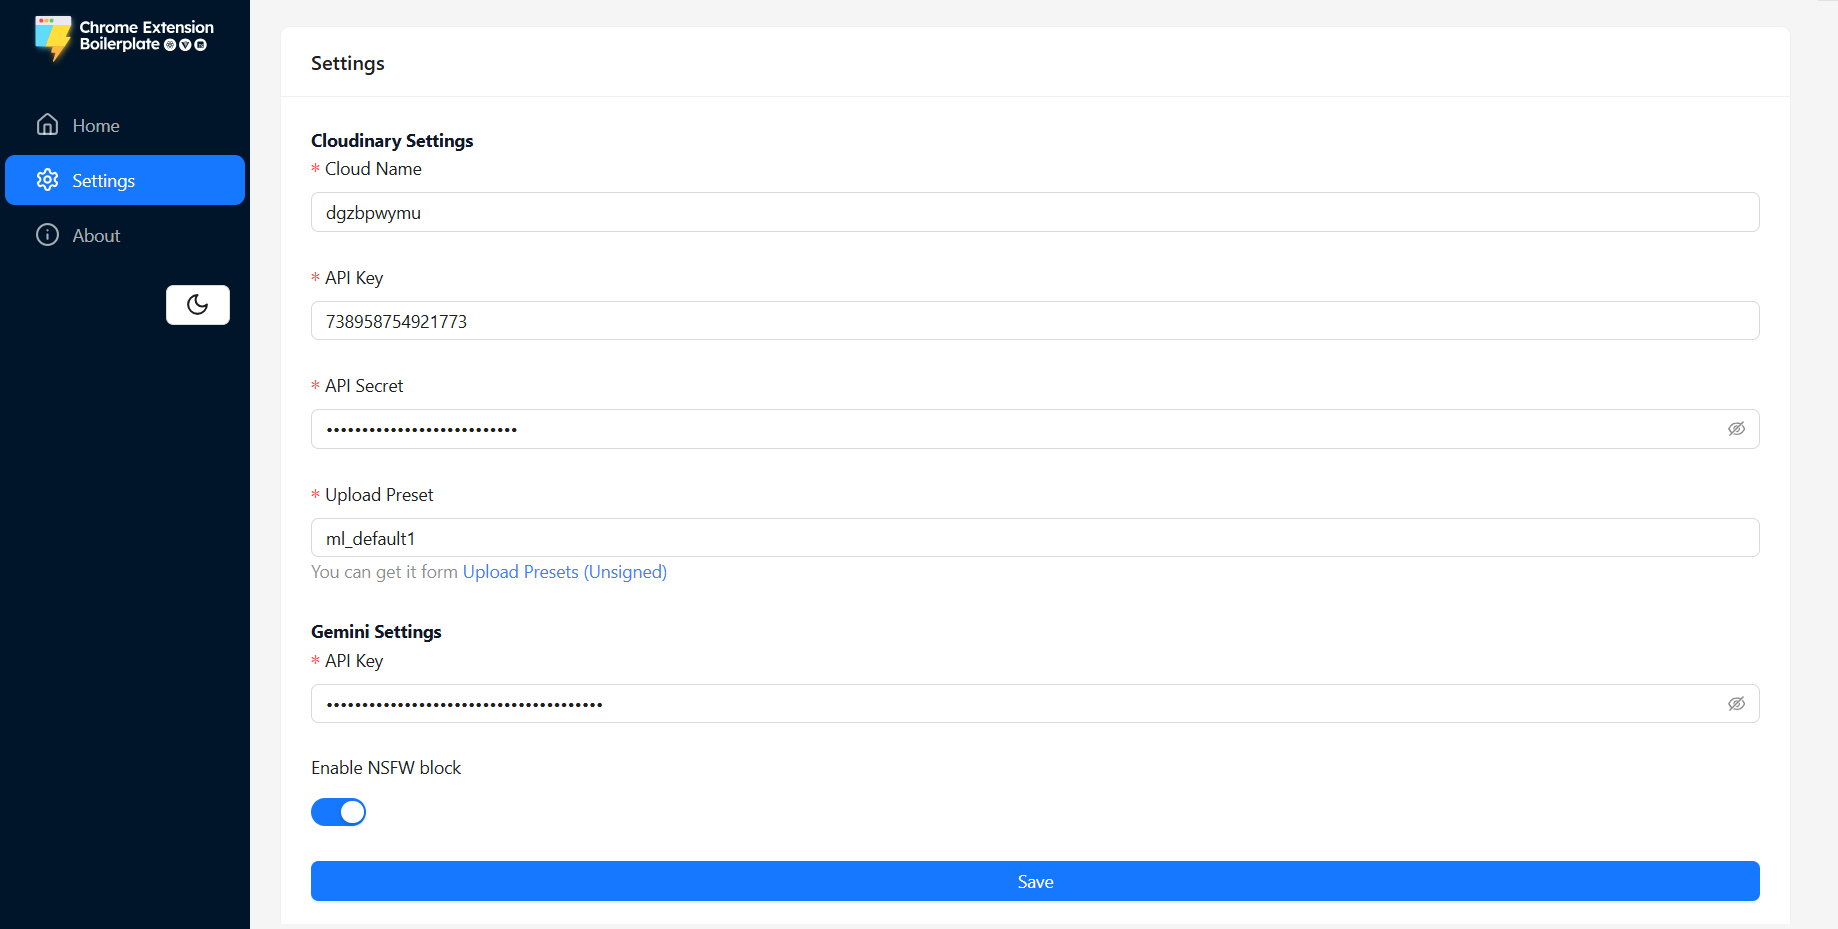 Chrome Extension
Boilerplate
Home
Settings
About
Settings
Cloudinary Settings
* Cloud Name
dgzbpwymu
* API Key
738958754921773
* API Secret
•••••••••••••••••••••••••••
* Upload Preset
ml_default1
You can get it form Upload Presets (Unsigned)
Gemini Settings
* API Key
•••••••••••••••••••••••••••••••••••••••
Enable NSFW block
Save